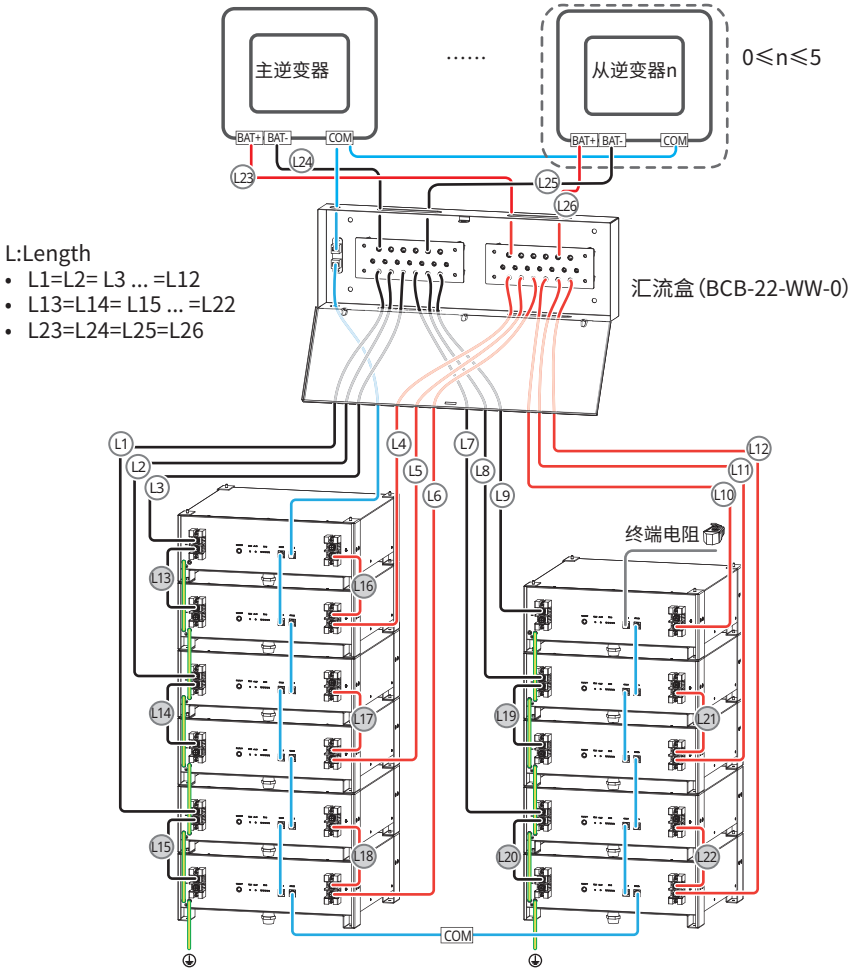 主逆变器
……
从逆变器n
0≤n≤5
BAT+ BAT- COM
BAT+ BAT- COM
L24
L23
L25
L26
L:Length
• L1=L2= L3 ... =L12
• L13=L14= L15 ... =L22
• L23=L24=L25=L26
汇流盒(BCB-22-WW-0)
L1
L4
L7
L12
L2
L5
L8
L11
L3
L6
L9
L10
终端电阻
L13
L16
L14
L17
L19
L21
L15
L18
L20
L22
COM